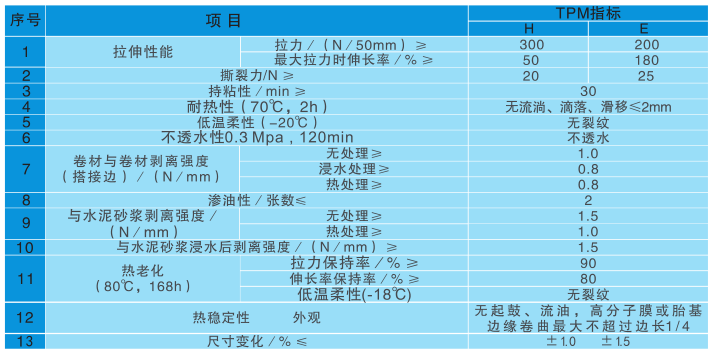 序号 项 目 TPM指标
H E
1 拉伸性能 拉力／（N／50mm）≥ 300 200
最大拉力时伸长率／％≥ 50 180
2 撕裂力/N≥ 20 25
3 持粘性／min≥ 30
4 耐热性（70℃，2h） 无流淌、滴落、滑移≤2mm
5 低温柔性（-20℃） 无裂纹
6 不透水性0.3 Mpa , 120min 不透水
7 卷材与卷材剥离强度
（搭接边）／（N／mm） 无处理≥ 1.0
浸水处理≥ 0.8
热处理≥ 0.8
8 渗油性／张数≤ 2
9 与水泥砂浆剥离强度／
（N／mm） 无处理≥ 1.5
热处理≥ 1.0
10 与水泥砂浆浸水后剥离强度／（N／mm）≥ 1.5
11 热老化
（80℃，168h） 拉力保持率／％≥ 90
伸长率保持率／％≥ 80
低温柔性(-18℃) 无裂纹
12 热稳定性 外观 无起鼓、流油，高分子膜或胎基
边缘卷曲最大不超过边长1/4
13 尺寸变化／％≤ ±1.0 ±1.5